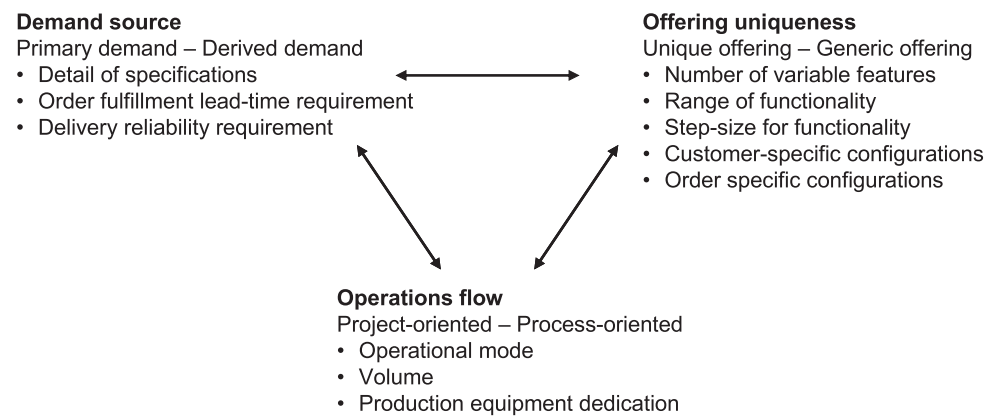 Demand source
Primary demand – Derived demand
• Detail of specifications
• Order fulfillment lead-time requirement
• Delivery reliability requirement
Offering uniqueness
Unique offering – Generic offering
• Number of variable features
• Range of functionality
• Step-size for functionality
• Customer-specific configurations
• Order specific configurations
Operations flow
Project-oriented – Process-oriented
• Operational mode
• Volume
• Production equipment dedication